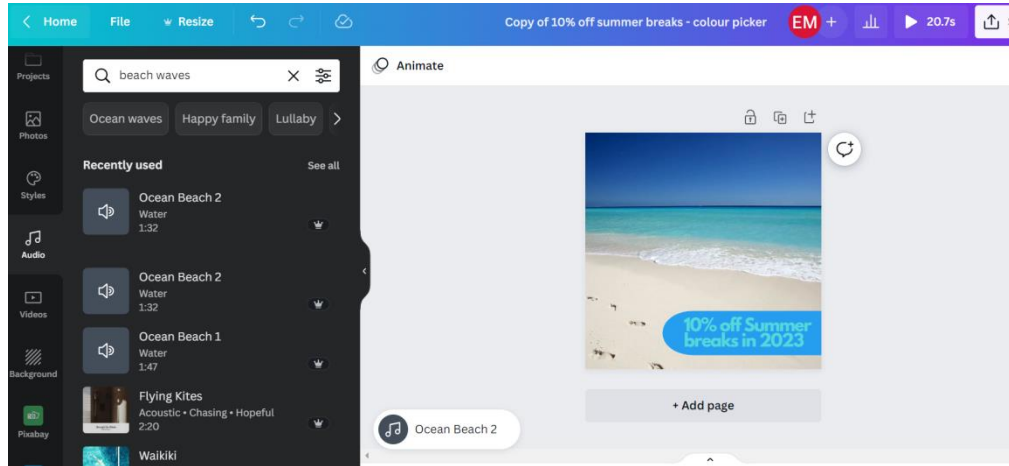 Home File Resize Copy of 10% off summer breaks - colour picker EM + 20.7s
Projects
Photos
Styles
Audio
Videos
Background
Pixabay
beach waves
Ocean waves Happy family Lullaby
Recently used See all
Ocean Beach 2
Water
1:32
Ocean Beach 2
Water
1:32
Ocean Beach 1
Water
1:47
Flying Kites
Acoustic • Chasing • Hopeful
2:20
Waikiki
Animate
10% off Summer
breaks in 2023
+ Add page
Ocean Beach 2